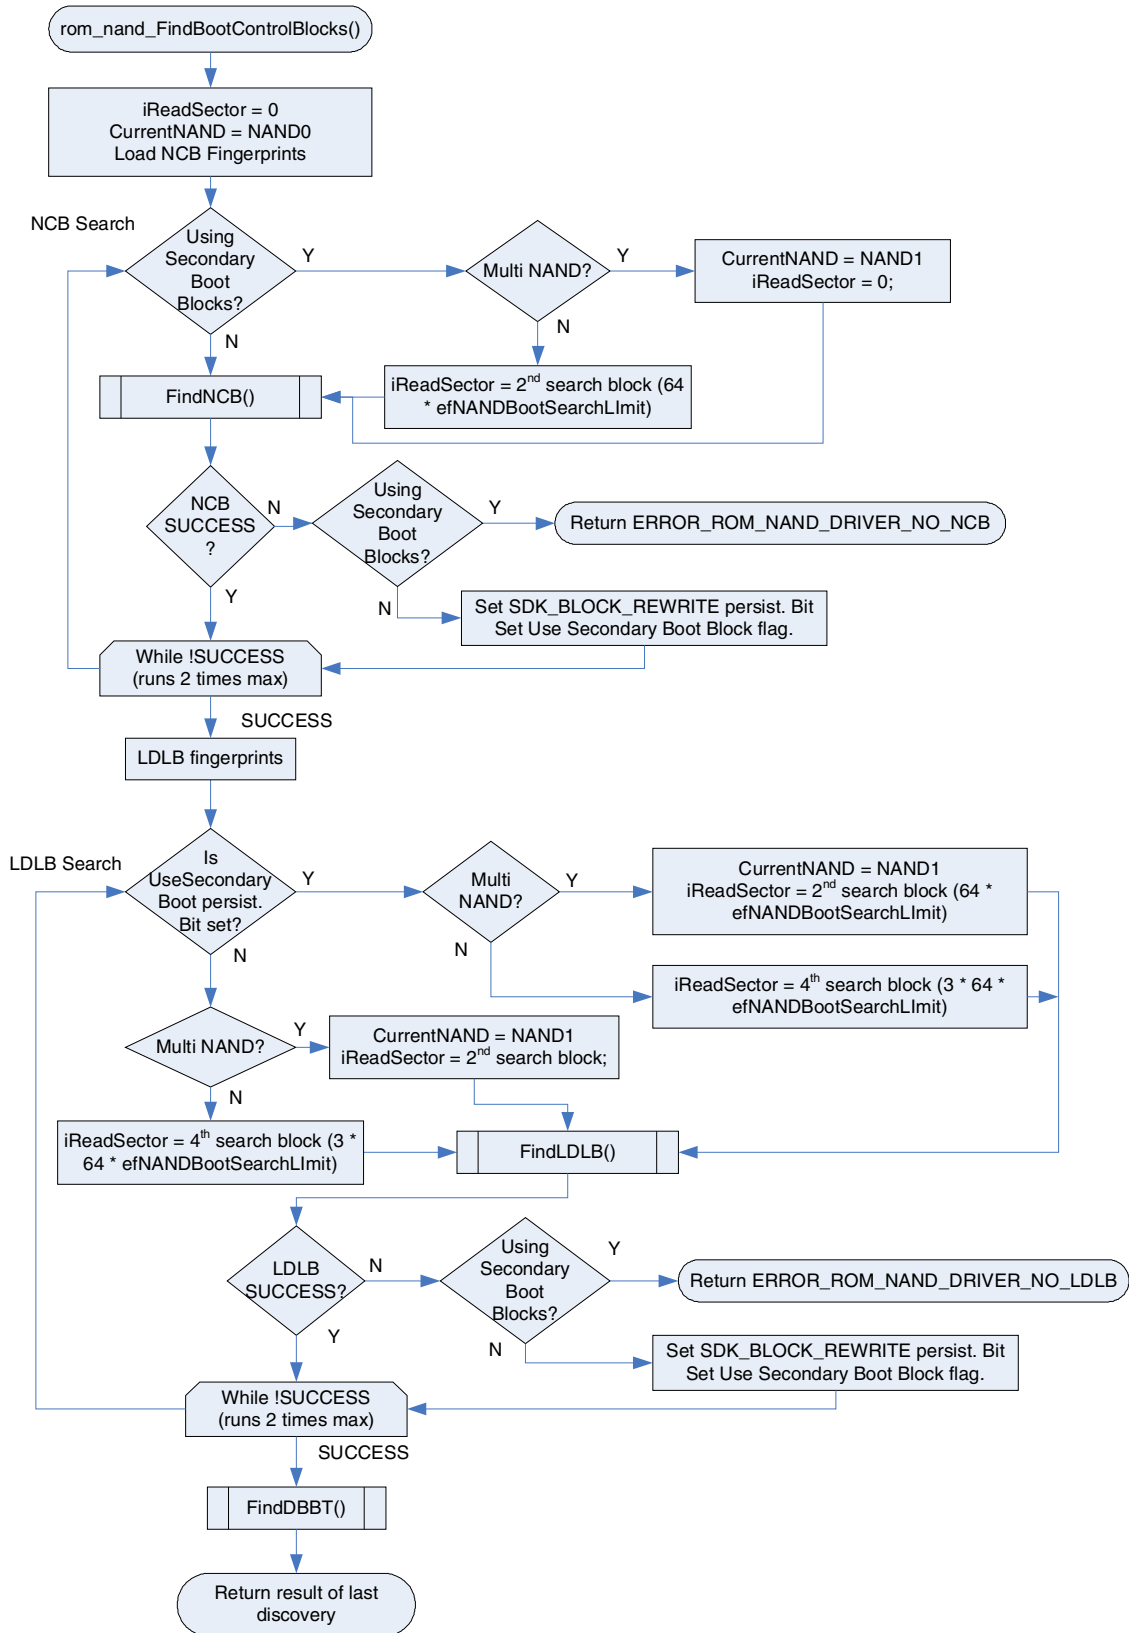 rom_nand_FindBootControlBlocks()
iReadSector = 0
CurrentNAND = NAND0
Load NCB Fingerprints
NCB Search
Using
Secondary
Boot
Blocks?
Y
Multi NAND?
Y
CurrentNAND = NAND1
iReadSector = 0;
N
N
FindNCB()
iReadSector = 2nd search block (64
* efNANDBootSearchLImit)
NCB
SUCCESS
?
N
Using
Secondary
Boot
Blocks?
Y
Return ERROR_ROM_NAND_DRIVER_NO_NCB
Y
N
Set SDK_BLOCK_REWRITE persist. Bit
Set Use Secondary Boot Block flag.
While !SUCCESS
(runs 2 times max)
SUCCESS
LDLB fingerprints
LDLB Search
Is
UseSecondary
Boot persist.
Bit set?
Y
Multi
NAND?
Y
CurrentNAND = NAND1
iReadSector = 2nd search block (64 *
efNANDBootSearchLImit)
N
N
iReadSector = 4th search block (3 * 64 *
efNANDBootSearchLImit)
Multi NAND?
Y
CurrentNAND = NAND1
iReadSector = 2nd search block;
N
iReadSector = 4th search block (3 *
64 * efNANDBootSearchLImit)
FindLDLB()
LDLB
SUCCESS?
N
Using
Secondary
Boot
Blocks?
Y
Return ERROR_ROM_NAND_DRIVER_NO_LDLB
Y
N
Set SDK_BLOCK_REWRITE persist. Bit
Set Use Secondary Boot Block flag.
While !SUCCESS
(runs 2 times max)
SUCCESS
FindDBBT()
Return result of last
discovery